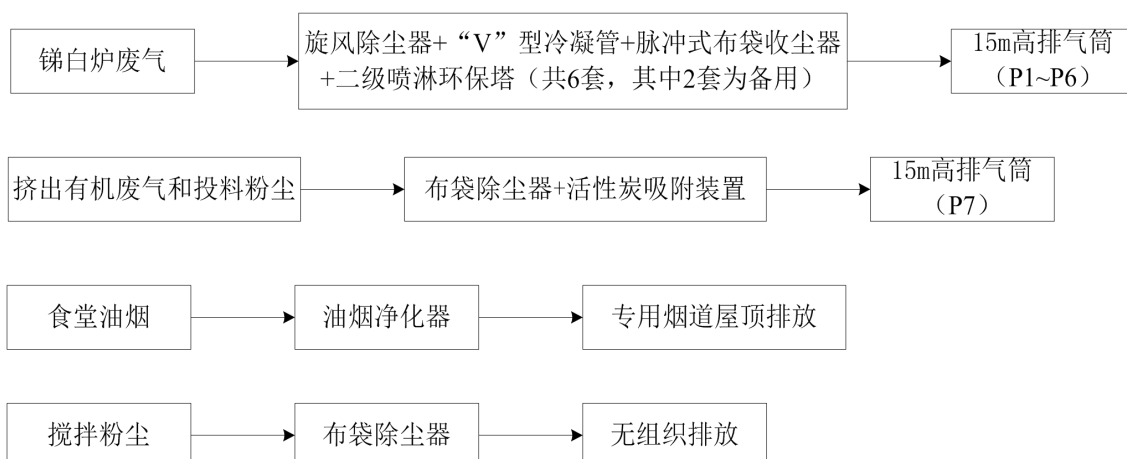 锑白炉废气
旋风除尘器+“V”型冷凝管+脉冲式布袋收尘器
+二级喷淋环保塔（共6套，其中2套为备用）
15m高排气筒
（P1~P6）
挤出有机废气和投料粉尘
布袋除尘器+活性炭吸附装置
15m高排气筒
（P7）
食堂油烟
油烟净化器
专用烟道屋顶排放
搅拌粉尘
布袋除尘器
无组织排放